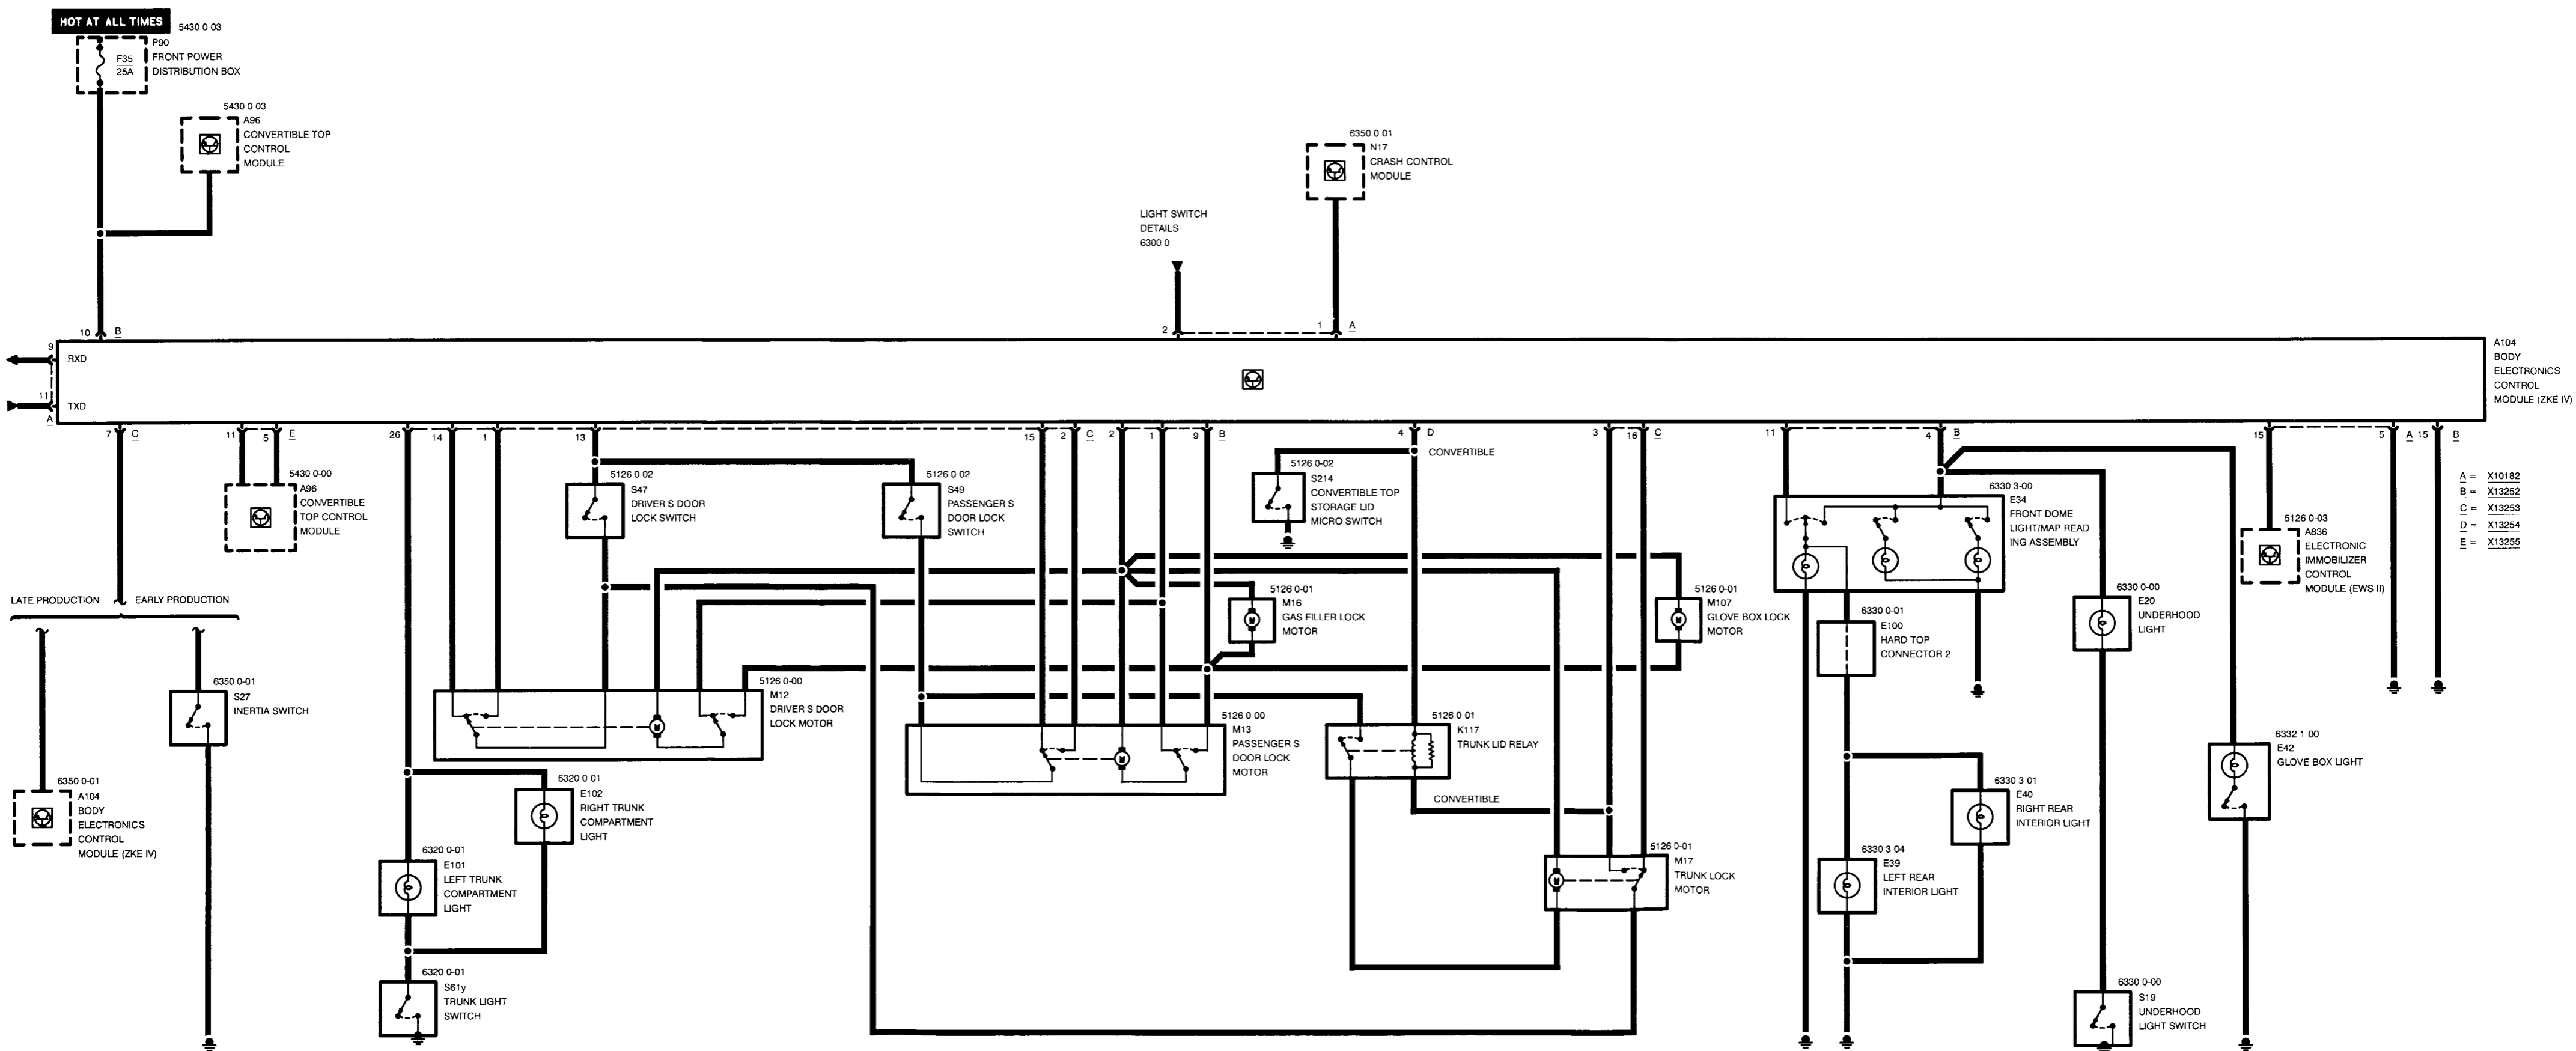 HOT AT ALL TIMES
5430 0 03
P90
FRONT POWER
DISTRIBUTION BOX
F35
25A
5430 0 03
A96
CONVERTIBLE TOP
CONTROL
MODULE
6350 0 01
N17
CRASH CONTROL
MODULE
LIGHT SWITCH
DETAILS
6300 0
10 B
2
1 A
9
RXD
11
TXD
A
A104
BODY
ELECTRONICS
CONTROL
MODULE (ZKE IV)
7 C
11
5 E
26
14
1
13
15
2 C
2
1
9 B
4 D
3
16 C
11
4 B
15
5 A
15 B
CONVERTIBLE
5430 0-00
A96
CONVERTIBLE
TOP CONTROL
MODULE
5126 0 02
S47
DRIVER S DOOR
LOCK SWITCH
5126 0 02
S49
PASSENGER S
DOOR LOCK
SWITCH
5126 0-02
S214
CONVERTIBLE TOP
STORAGE LID
MICRO SWITCH
6330 3-00
E34
FRONT DOME
LIGHT/MAP READ
ING ASSEMBLY
5126 0-03
A836
ELECTRONIC
IMMOBILIZER
CONTROL
MODULE (EWS II)
A = X10182
B = X13252
C = X13253
D = X13254
E = X13255
LATE PRODUCTION
EARLY PRODUCTION
5126 0-01
M16
GAS FILLER LOCK
MOTOR
5126 0-01
M107
GLOVE BOX LOCK
MOTOR
6330 0-01
E100
HARD TOP
CONNECTOR 2
6330 0-00
E20
UNDERHOOD
LIGHT
6350 0-01
S27
INERTIA SWITCH
5126 0-00
M12
DRIVER S DOOR
LOCK MOTOR
M
5126 0 00
M13
PASSENGER S
DOOR LOCK
MOTOR
M
5126 0 01
K117
TRUNK LID RELAY
CONVERTIBLE
6332 1 00
E42
GLOVE BOX LIGHT
6350 0-01
A104
BODY
ELECTRONICS
CONTROL
MODULE (ZKE IV)
6320 0 01
E102
RIGHT TRUNK
COMPARTMENT
LIGHT
6330 3 01
E40
RIGHT REAR
INTERIOR LIGHT
6320 0-01
E101
LEFT TRUNK
COMPARTMENT
LIGHT
5126 0-01
M17
TRUNK LOCK
MOTOR
M
6330 3 04
E39
LEFT REAR
INTERIOR LIGHT
6320 0-01
S61y
TRUNK LIGHT
SWITCH
6330 0-00
S19
UNDERHOOD
LIGHT SWITCH